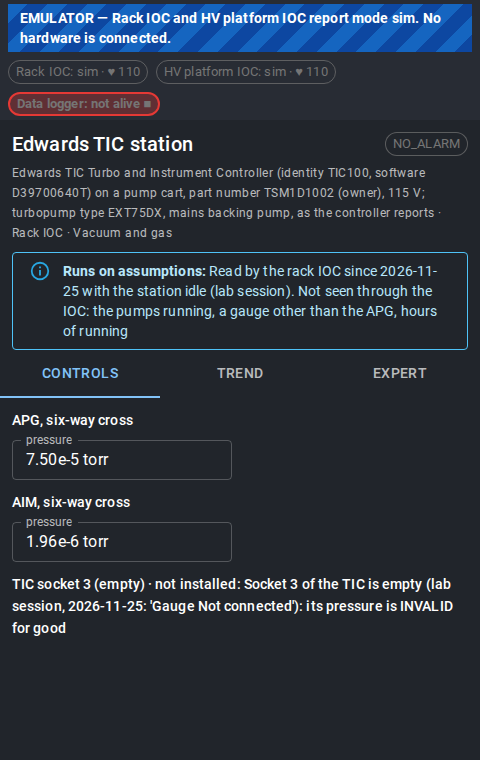 EMULATOR — Rack IOC and HV platform IOC report mode sim. No
hardware is connected.
Rack IOC: sim · ♥ 110
HV platform IOC: sim · ♥ 110
Data logger: not alive ■
Edwards TIC station
NO_ALARM
Edwards TIC Turbo and Instrument Controller (identity TIC100, software
D39700640T) on a pump cart, part number TSM1D1002 (owner), 115 V;
turbopump type EXT75DX, mains backing pump, as the controller reports ·
Rack IOC · Vacuum and gas
Runs on assumptions: Read by the rack IOC since 2026-11-
25 with the station idle (lab session). Not seen through the
IOC: the pumps running, a gauge other than the APG, hours
of running
CONTROLS
TREND
EXPERT
APG, six-way cross
pressure
7.50e-5 torr
AIM, six-way cross
pressure
1.96e-6 torr
TIC socket 3 (empty) · not installed: Socket 3 of the TIC is empty (lab
session, 2026-11-25: 'Gauge Not connected'): its pressure is INVALID
for good